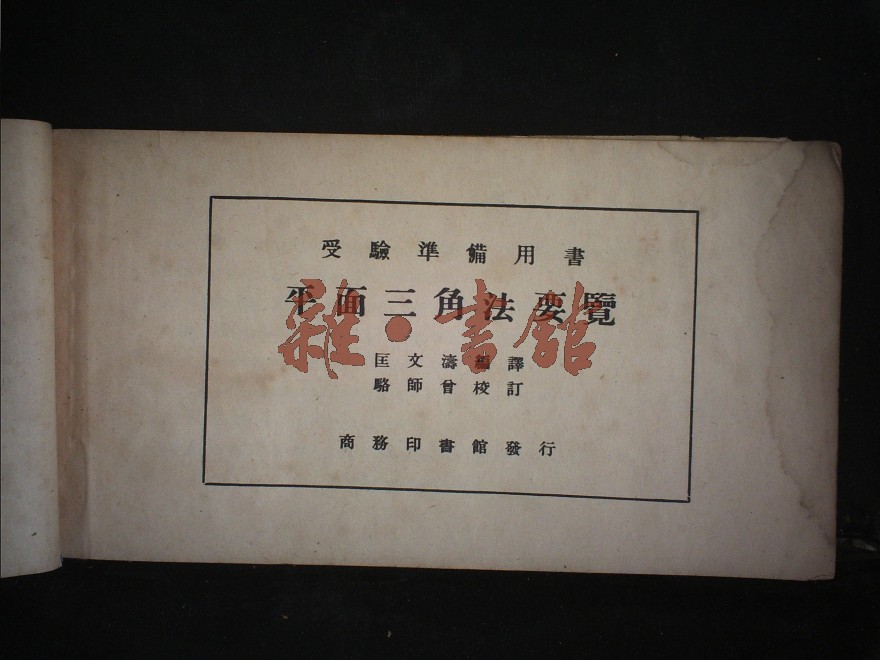 受驗準備用書
平面三角法要覽
匡文濤編譯
駱師曾校訂
商務印書館發行
雜·書館